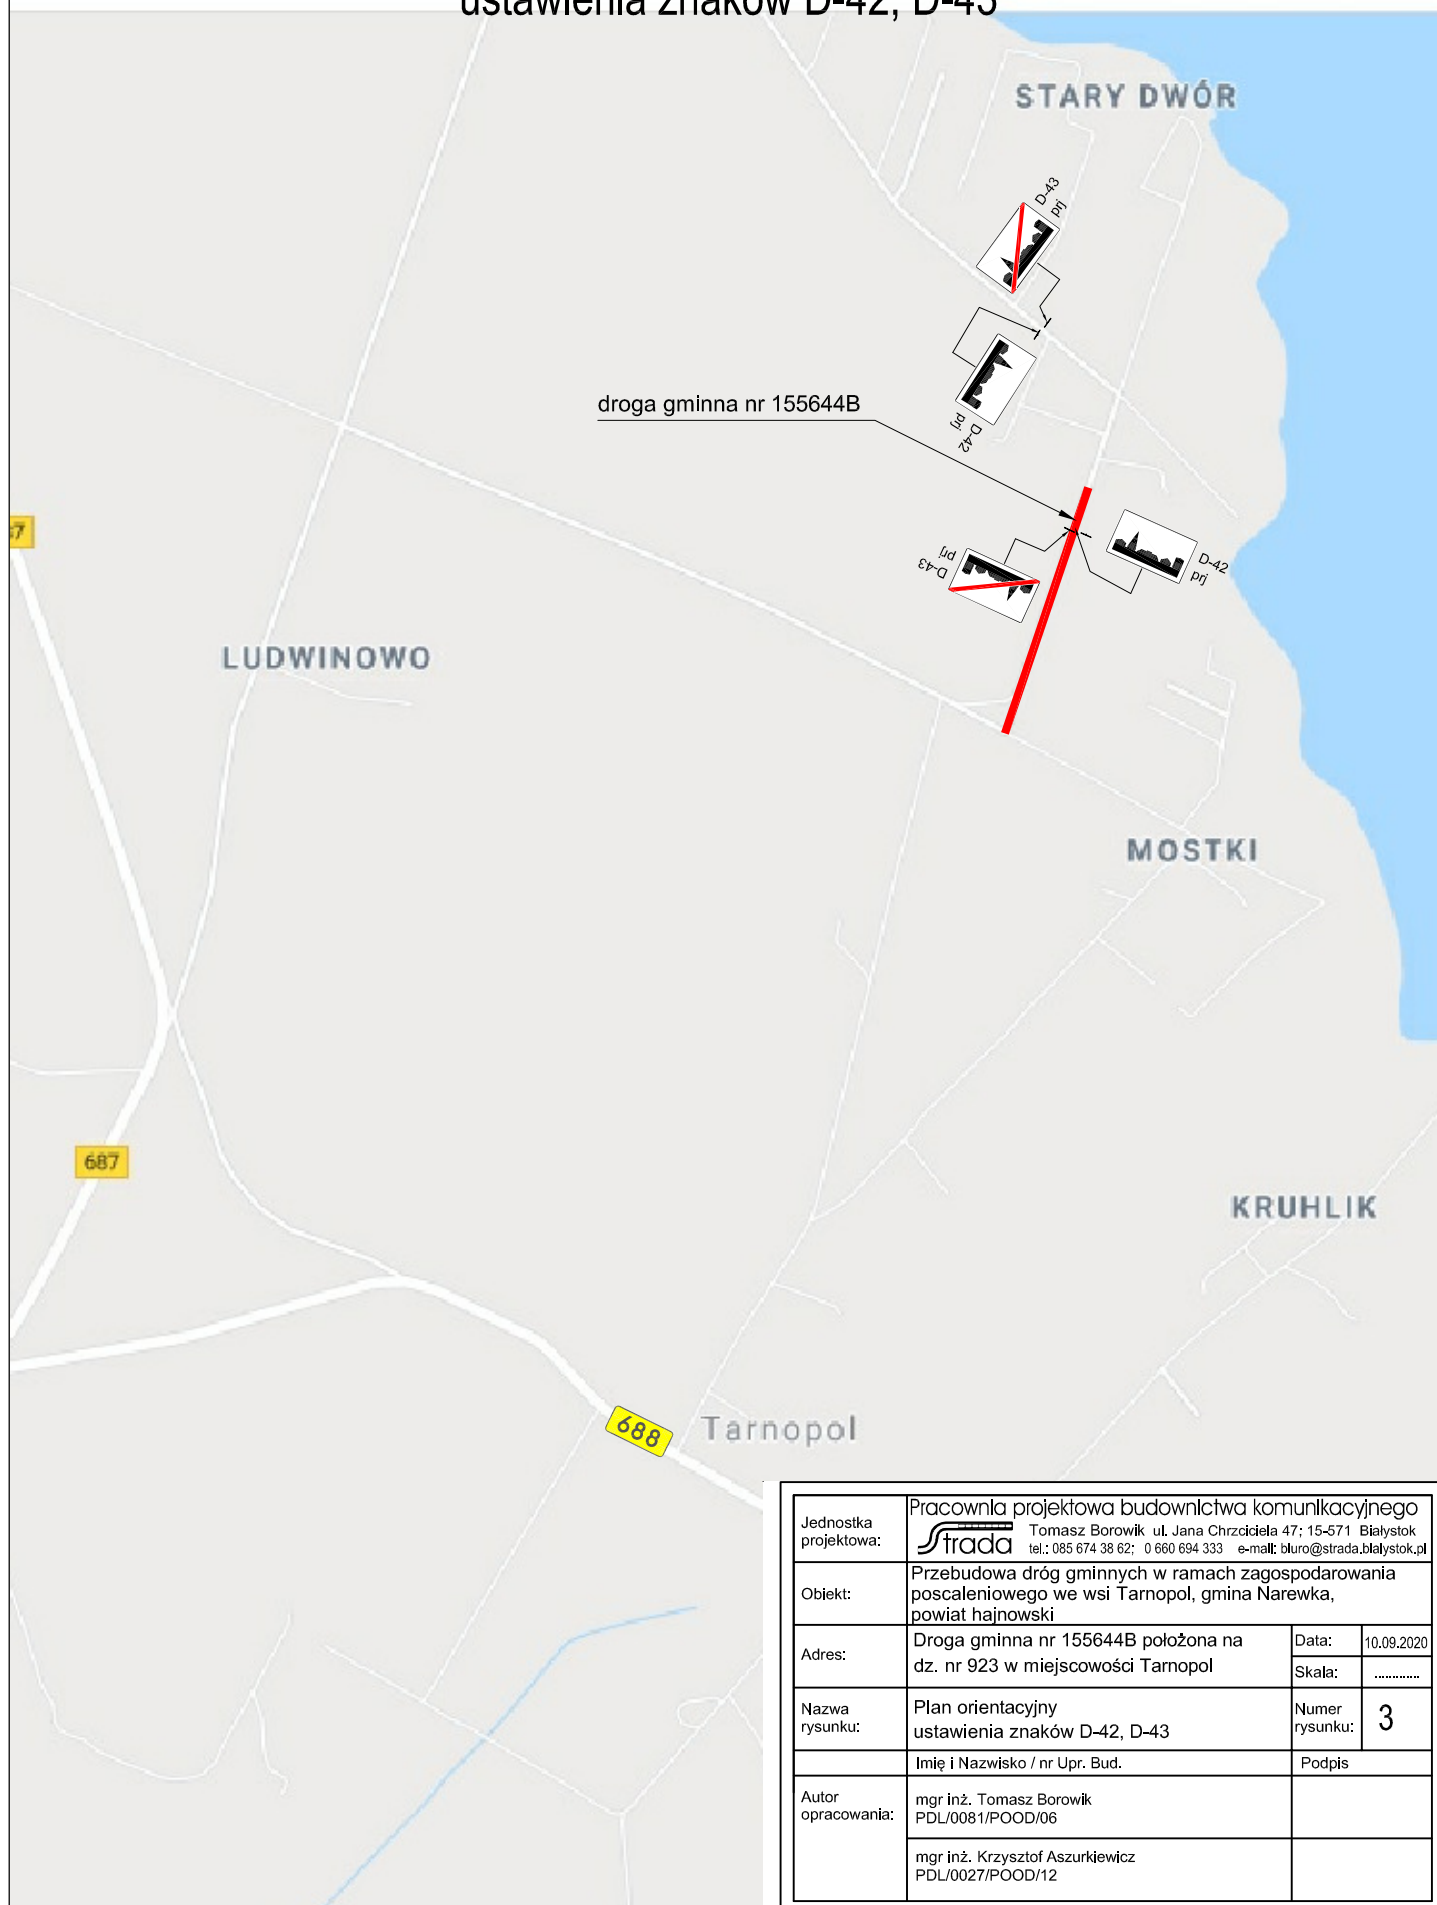 ustawienia znaków D-42, D-43
STARY DWÓR
D-43
prj
D-42
prj
droga gminna nr 155644B
D-42
prj
D-43
prj
LUDWINOWO
MOSTKI
687
KRUHLIK
688
Tarnopol
Jednostka
projektowa:
Pracownia projektowa budownictwa komunikacyjnego
Strada
Tomasz Borowik ul. Jana Chrzciciela 47; 15-571 Białystok
tel.: 085 674 38 62; 0 660 694 333 e-mail: biuro@strada.bialystok.pl
Obiekt:
Przebudowa dróg gminnych w ramach zagospodarowania
poscaleniowego we wsi Tarnopol, gmina Narewka,
powiat hajnowski
Adres:
Droga gminna nr 155644B położona na
dz. nr 923 w miejscowości Tarnopol
Data:
10.09.2020
Skala:
............
Nazwa
rysunku:
Plan orientacyjny
ustawienia znaków D-42, D-43
Numer
rysunku:
3
Imię i Nazwisko / nr Upr. Bud.
Podpis
Autor
opracowania:
mgr inż. Tomasz Borowik
PDL/0081/POOD/06
mgr inż. Krzysztof Aszurkiewicz
PDL/0027/POOD/12